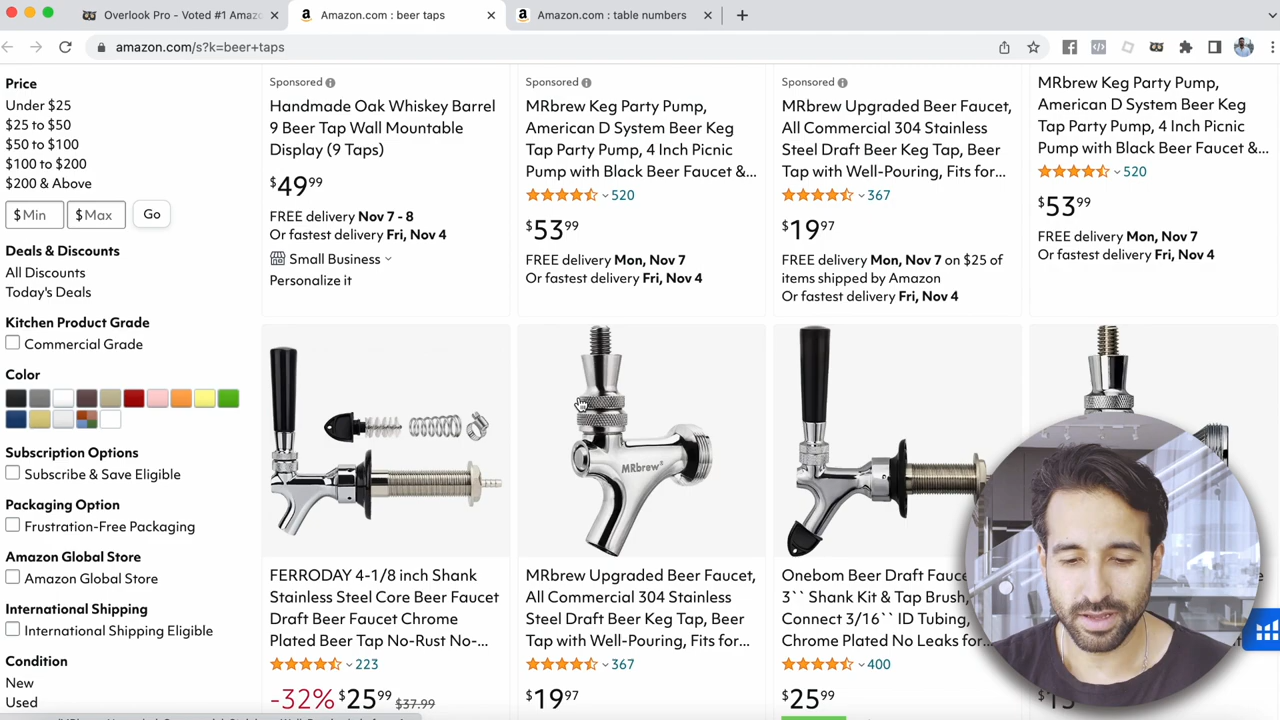 Overlook Pro - Voted #1 Amazo
Amazon.com : beer taps
Amazon.com : table numbers
amazon.com/s?k=beer+taps
Price
Under $25
$25 to $50
$50 to $100
$100 to $200
$200 & Above
$ Min
$ Max
Go
Deals & Discounts
All Discounts
Today's Deals
Kitchen Product Grade
Commercial Grade
Color
Subscription Options
Subscribe & Save Eligible
Packaging Option
Frustration-Free Packaging
Amazon Global Store
Amazon Global Store
International Shipping
International Shipping Eligible
Condition
New
Used
Sponsored
Handmade Oak Whiskey Barrel
9 Beer Tap Wall Mountable
Display (9 Taps)
$49.99
FREE delivery Nov 7 - 8
Or fastest delivery Fri, Nov 4
Small Business
Personalize it
Sponsored
MRbrew Keg Party Pump,
American D System Beer Keg
Tap Party Pump, 4 Inch Picnic
Pump with Black Beer Faucet &...
520
$53.99
FREE delivery Mon, Nov 7
Or fastest delivery Fri, Nov 4
Sponsored
MRbrew Upgraded Beer Faucet,
All Commercial 304 Stainless
Steel Draft Beer Keg Tap, Beer
Tap with Well-Pouring, Fits for...
367
$19.97
FREE delivery Mon, Nov 7 on $25 of
items shipped by Amazon
Or fastest delivery Fri, Nov 4
MRbrew Keg Party Pump,
American D System Beer Keg
Tap Party Pump, 4 Inch Picnic
Pump with Black Beer Faucet &...
520
$53.99
FREE delivery Mon, Nov 7
Or fastest delivery Fri, Nov 4
FERRODAY 4-1/8 inch Shank
Stainless Steel Core Beer Faucet
Draft Beer Faucet Chrome
Plated Beer Tap No-Rust No-...
223
-32% $25.99 $37.99
MRbrew®
MRbrew Upgraded Beer Faucet,
All Commercial 304 Stainless
Steel Draft Beer Keg Tap, Beer
Tap with Well-Pouring, Fits for...
367
$19.97
Onebom Beer Draft Fauce
3`` Shank Kit & Tap Brush,
Connect 3/16`` ID Tubing,
Chrome Plated No Leaks for
400
$25.99